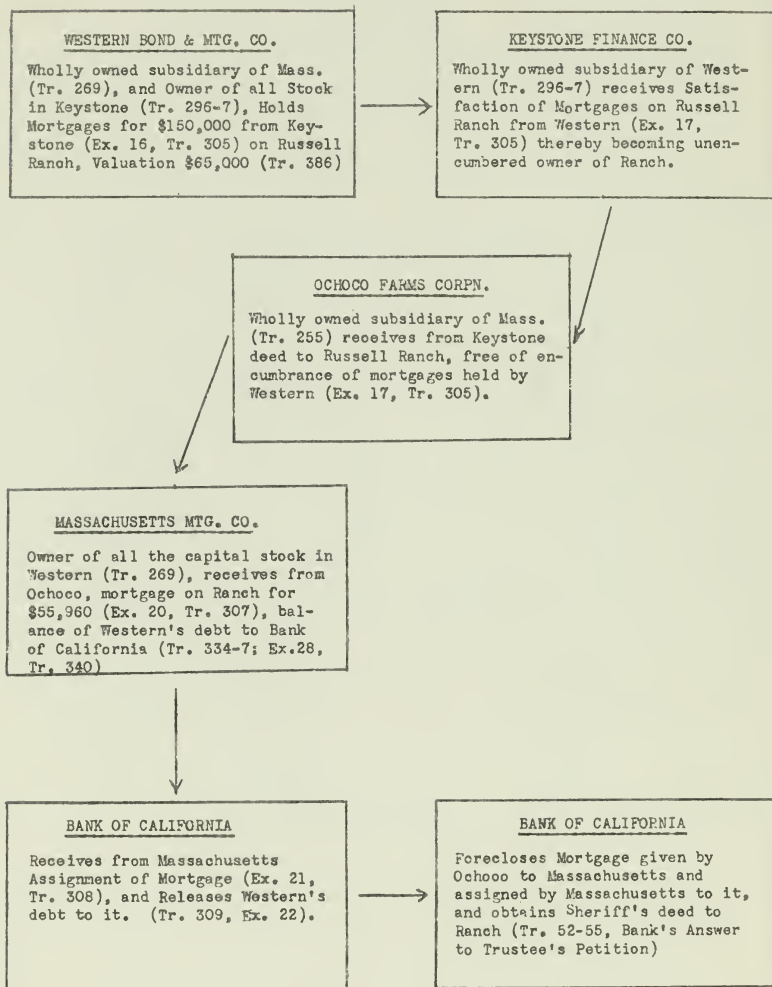 WESTERN BOND & MTG. CO.
Wholly owned subsidiary of Mass.
(Tr. 269), and Owner of all Stock
in Keystone (Tr. 296-7), Holds
Mortgages for $150,000 from Key-
stone (Ex. 16, Tr. 305) on Russell
Ranch, Valuation $65,000 (Tr. 386)
KEYSTONE FINANCE CO.
Wholly owned subsidiary of West-
ern (Tr. 296-7) receives Satis-
faction of Mortgages on Russell
Ranch from Western (Ex. 17,
Tr. 305) thereby becoming unen-
cumbered owner of Ranch.
OCHOCO FARMS CORPN.
Wholly owned subsidiary of Mass.
(Tr. 255) receives from Keystone
deed to Russell Ranch, free of en-
cumbrance of mortgages held by
Western (Ex. 17, Tr. 305).
MASSACHUSETTS MTG. CO.
Owner of all the capital stock in
Western (Tr. 269), receives from
Ochoco, mortgage on Ranch for
$55,960 (Ex. 20, Tr. 307), bal-
ance of Western's debt to Bank
of California (Tr. 334-7; Ex.28,
Tr. 340)
BANK OF CALIFORNIA
Receives from Massachusetts
Assignment of Mortgage (Ex. 21,
Tr. 308), and Releases Western's
debt to it. (Tr. 309, Ex. 22).
BANK OF CALIFORNIA
Forecloses Mortgage given by
Ochoco to Massachusetts and
assigned by Massachusetts to it,
and obtains Sheriff's deed to
Ranch (Tr. 52-55, Bank's Answer
to Trustee's Petition)